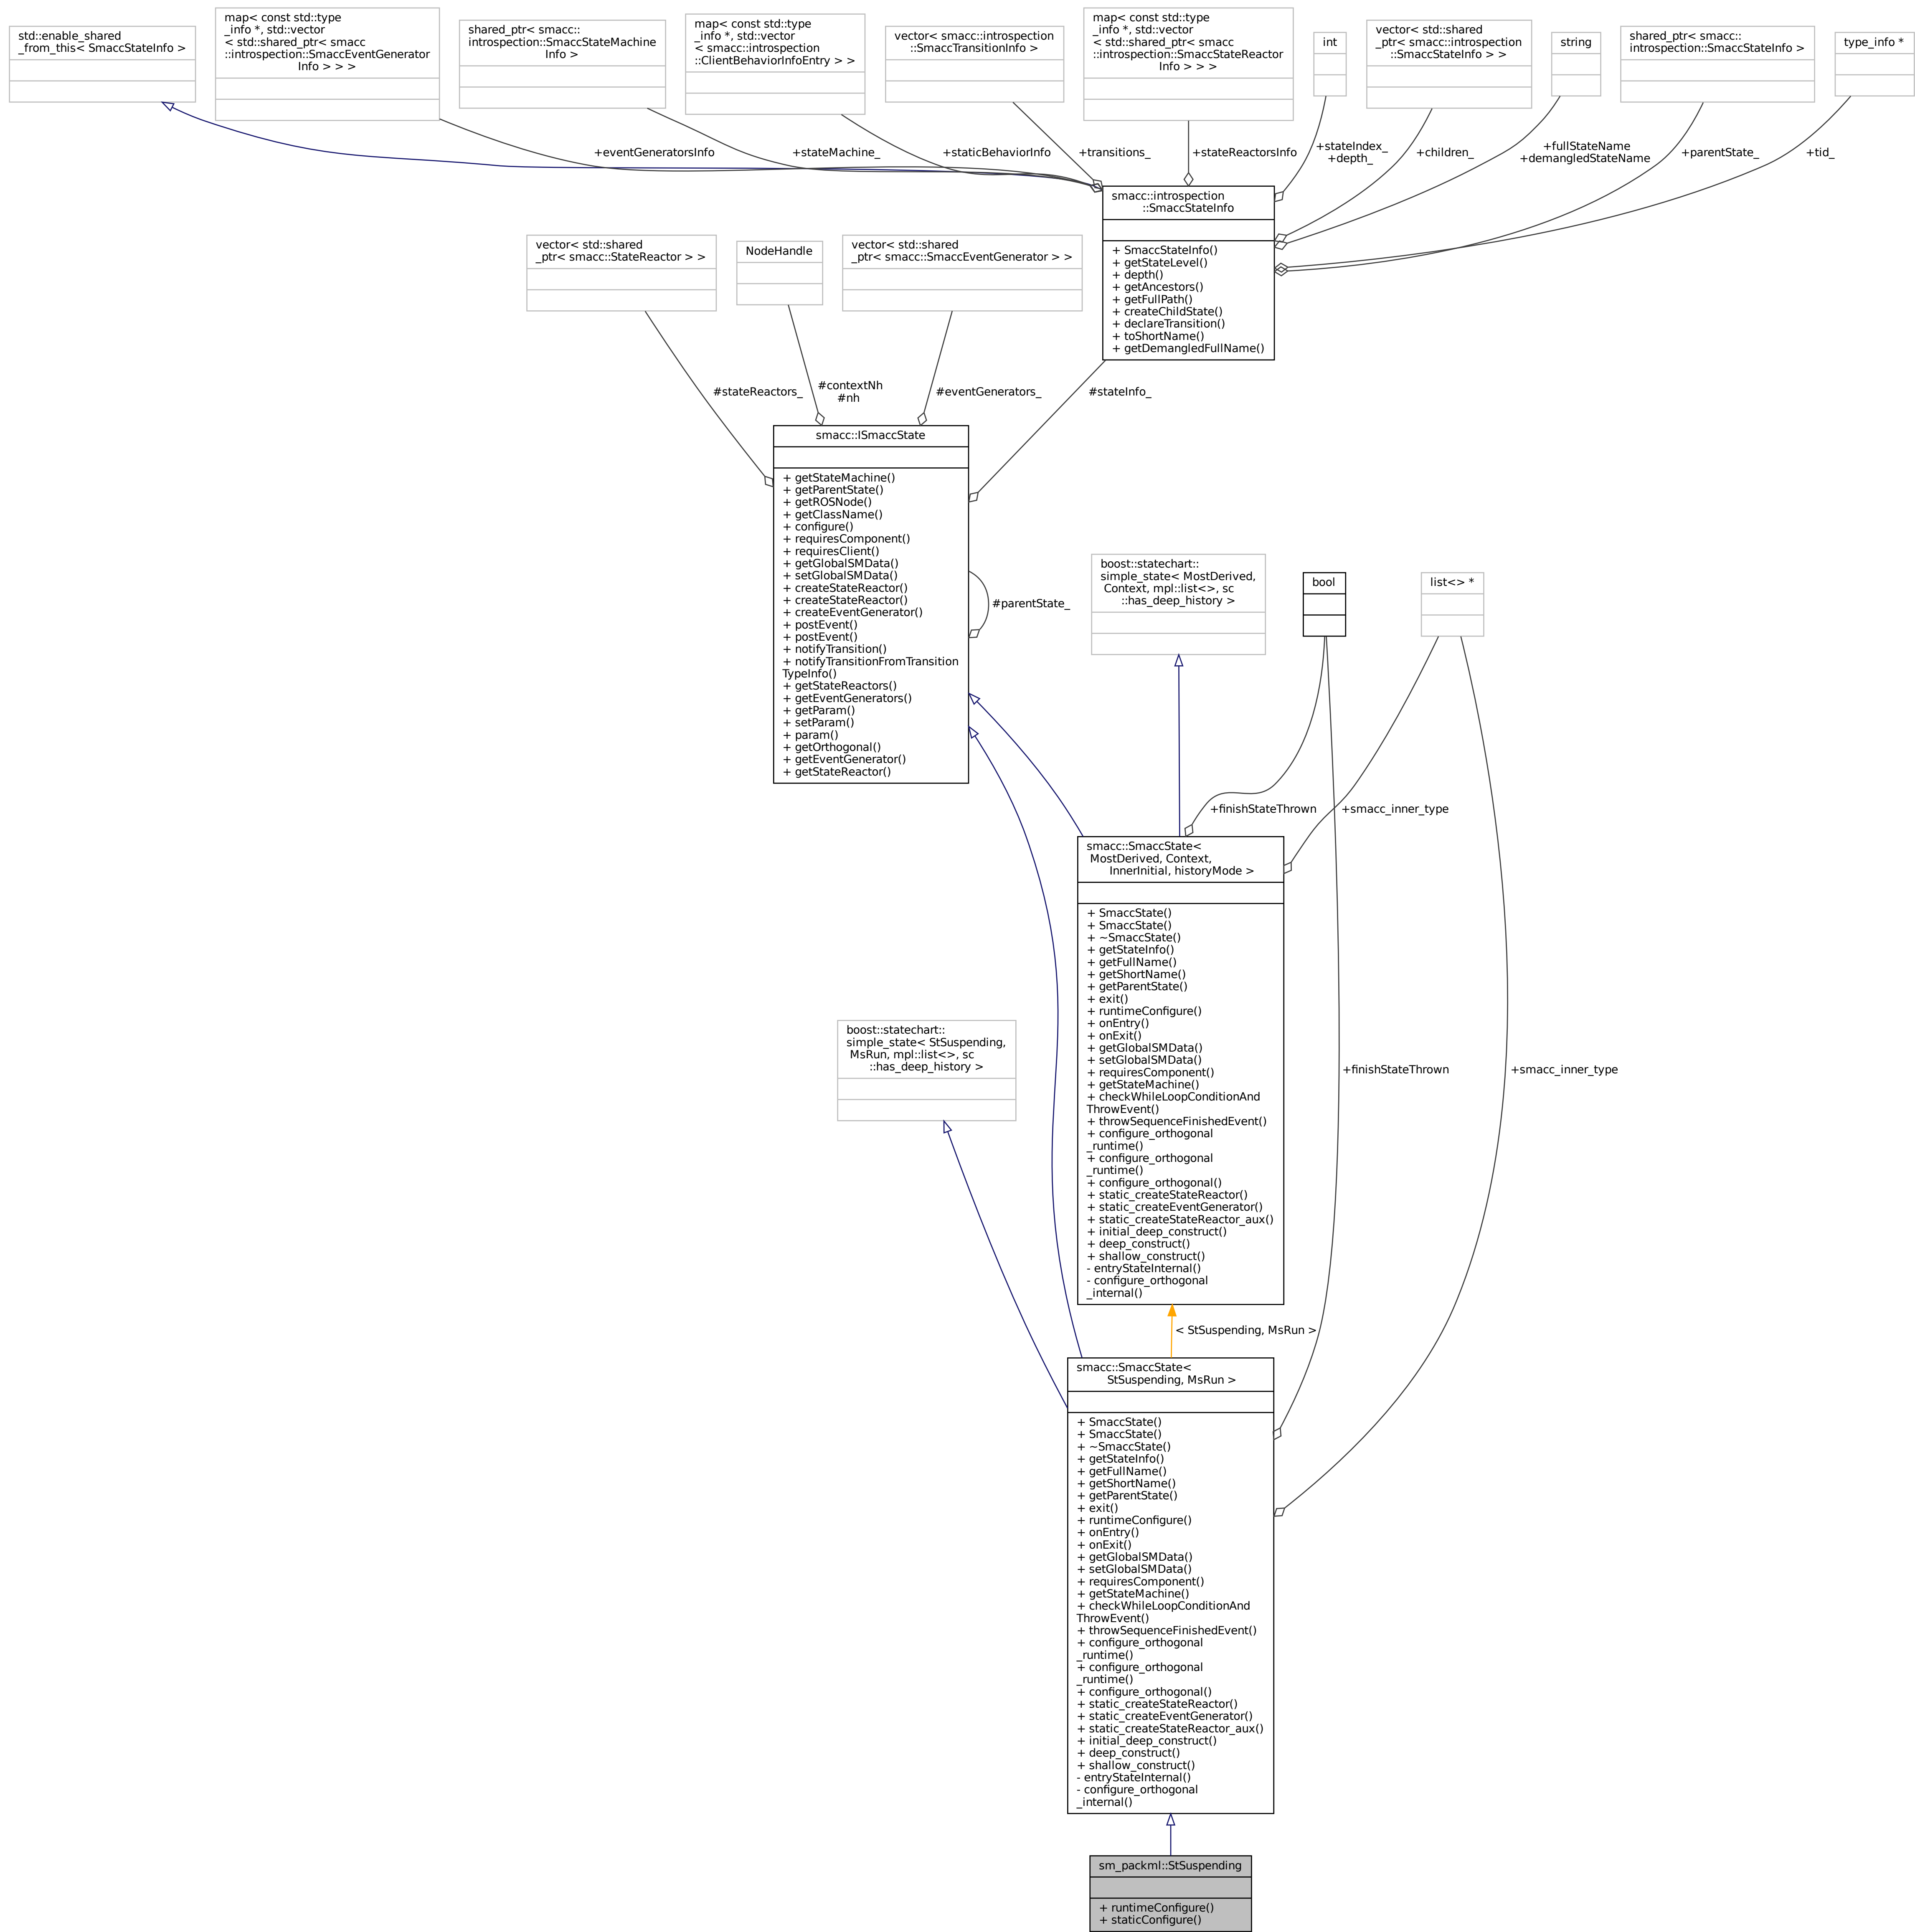 std::enable_shared
_from_this< SmaccStateInfo >
map< const std::type
_info *, std::vector
< std::shared_ptr< smacc
::introspection::SmaccEventGenerator
Info > > >
shared_ptr< smacc::
introspection::SmaccStateMachine
Info >
map< const std::type
_info *, std::vector
< smacc::introspection
::ClientBehaviorInfoEntry > >
vector< smacc::introspection
::SmaccTransitionInfo >
map< const std::type
_info *, std::vector
< std::shared_ptr< smacc
::introspection::SmaccStateReactor
Info > > >
int
vector< std::shared
_ptr< smacc::introspection
::SmaccStateInfo > >
string
shared_ptr< smacc::
introspection::SmaccStateInfo >
type_info *
+eventGeneratorsInfo
+stateMachine_
+staticBehaviorInfo
+transitions_
+stateReactorsInfo
+stateIndex_
+depth_
+children_
+fullStateName
+demangledStateName
+parentState_
+tid_
smacc::introspection
::SmaccStateInfo
+ SmaccStateInfo()
+ getStateLevel()
+ depth()
+ getAncestors()
+ getFullPath()
+ createChildState()
+ declareTransition()
+ toShortName()
+ getDemangledFullName()
vector< std::shared
_ptr< smacc::StateReactor > >
NodeHandle
vector< std::shared
_ptr< smacc::SmaccEventGenerator > >
#stateReactors_
#contextNh
#nh
#eventGenerators_
#stateInfo_
smacc::ISmaccState
+ getStateMachine()
+ getParentState()
+ getROSNode()
+ getClassName()
+ configure()
+ requiresComponent()
+ requiresClient()
+ getGlobalSMData()
+ setGlobalSMData()
+ createStateReactor()
+ createStateReactor()
+ createEventGenerator()
+ postEvent()
+ postEvent()
+ notifyTransition()
+ notifyTransitionFromTransition
TypeInfo()
+ getStateReactors()
+ getEventGenerators()
+ getParam()
+ setParam()
+ param()
+ getOrthogonal()
+ getEventGenerator()
+ getStateReactor()
#parentState_
boost::statechart::
simple_state< MostDerived,
Context, mpl::list<>, sc
::has_deep_history >
bool
list<> *
+finishStateThrown
+smacc_inner_type
smacc::SmaccState<
MostDerived, Context,
InnerInitial, historyMode >
+ SmaccState()
+ SmaccState()
+ ~SmaccState()
+ getStateInfo()
+ getFullName()
+ getShortName()
+ getParentState()
+ exit()
+ runtimeConfigure()
+ onEntry()
+ onExit()
+ getGlobalSMData()
+ setGlobalSMData()
+ requiresComponent()
+ getStateMachine()
+ checkWhileLoopConditionAnd
ThrowEvent()
+ throwSequenceFinishedEvent()
+ configure_orthogonal
_runtime()
+ configure_orthogonal
_runtime()
+ configure_orthogonal()
+ static_createStateReactor()
+ static_createEventGenerator()
+ static_createStateReactor_aux()
+ initial_deep_construct()
+ deep_construct()
+ shallow_construct()
- entryStateInternal()
- configure_orthogonal
_internal()
boost::statechart::
simple_state< StSuspending,
MsRun, mpl::list<>, sc
::has_deep_history >
+finishStateThrown
+smacc_inner_type
< StSuspending, MsRun >
smacc::SmaccState<
StSuspending, MsRun >
+ SmaccState()
+ SmaccState()
+ ~SmaccState()
+ getStateInfo()
+ getFullName()
+ getShortName()
+ getParentState()
+ exit()
+ runtimeConfigure()
+ onEntry()
+ onExit()
+ getGlobalSMData()
+ setGlobalSMData()
+ requiresComponent()
+ getStateMachine()
+ checkWhileLoopConditionAnd
ThrowEvent()
+ throwSequenceFinishedEvent()
+ configure_orthogonal
_runtime()
+ configure_orthogonal
_runtime()
+ configure_orthogonal()
+ static_createStateReactor()
+ static_createEventGenerator()
+ static_createStateReactor_aux()
+ initial_deep_construct()
+ deep_construct()
+ shallow_construct()
- entryStateInternal()
- configure_orthogonal
_internal()
sm_packml::StSuspending
+ runtimeConfigure()
+ staticConfigure()